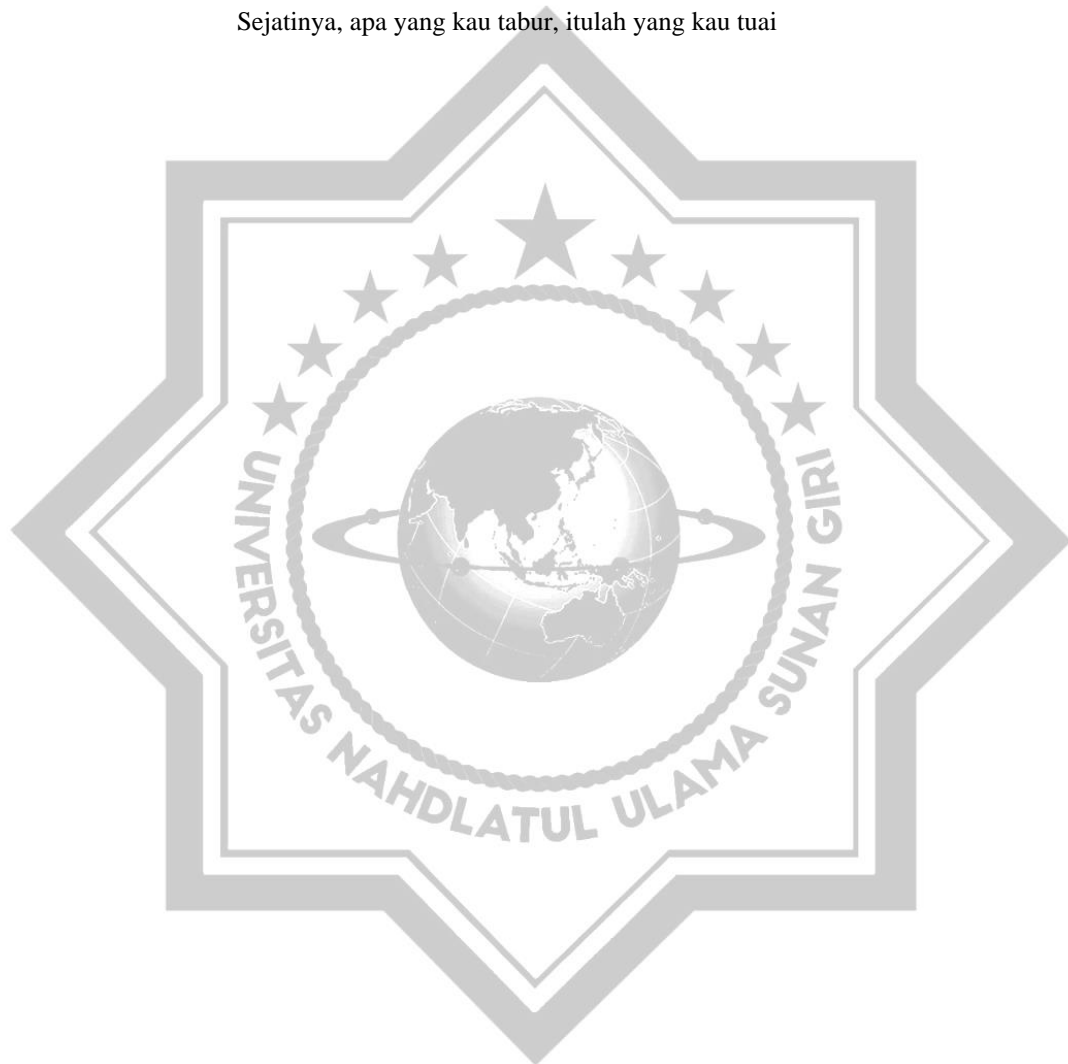 Sejatinya, apa yang kau tabur, itulah yang kau tuai
UNIVERSITAS NAHDLATUL ULAMA SUNAN GIRI